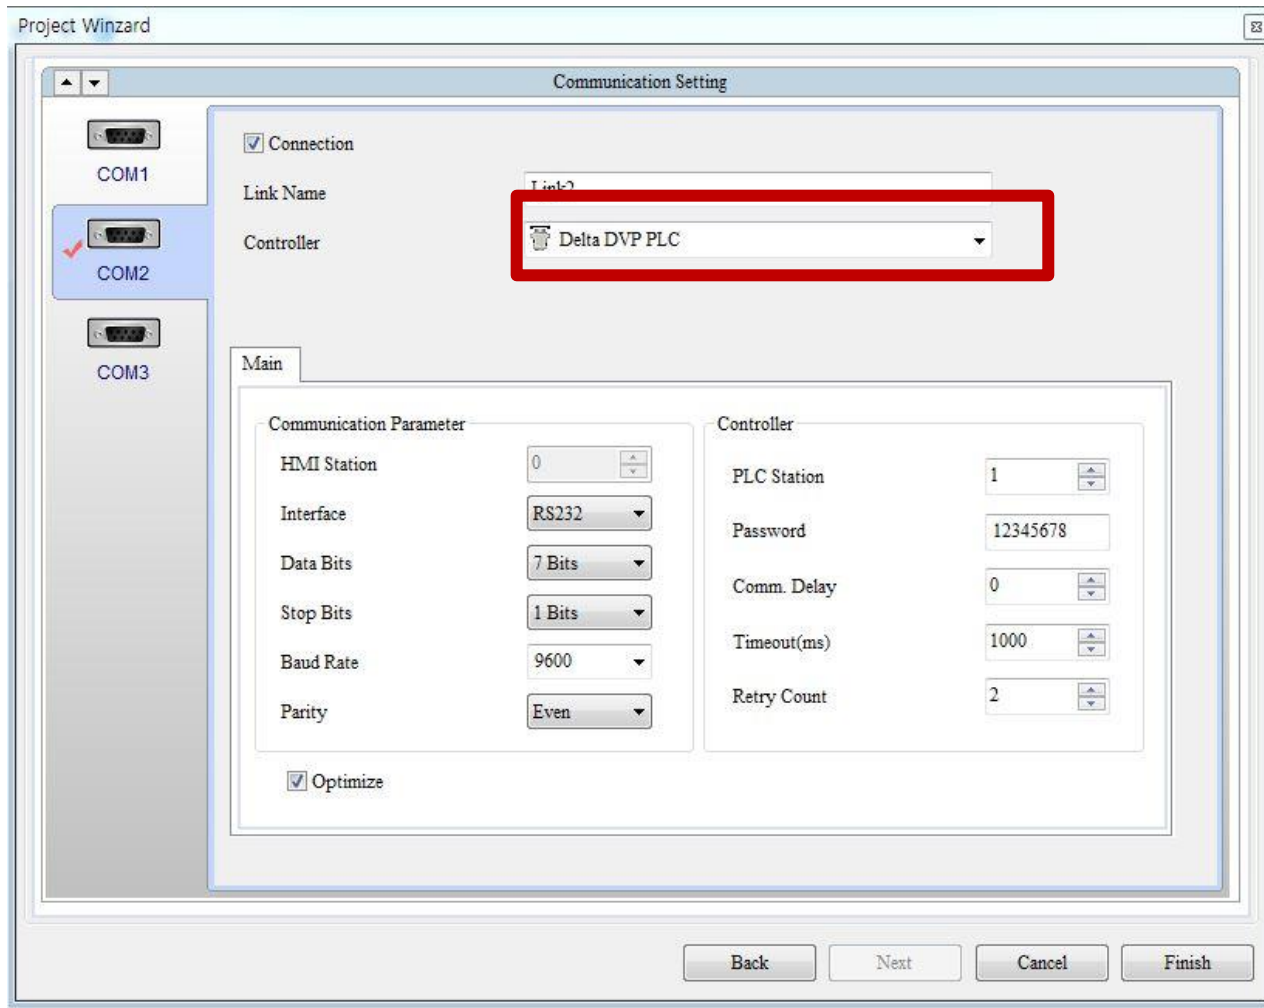 Project Winzard
Communication Setting
COM1
COM2
COM3
Connection
Link Name Link2
Controller Delta DVP PLC
Main
Communication Parameter
HMI Station 0
Interface RS232
Data Bits 7 Bits
Stop Bits 1 Bits
Baud Rate 9600
Parity Even
Controller
PLC Station 1
Password 12345678
Comm. Delay 0
Timeout(ms) 1000
Retry Count 2
Optimize
Back Next Cancel Finish